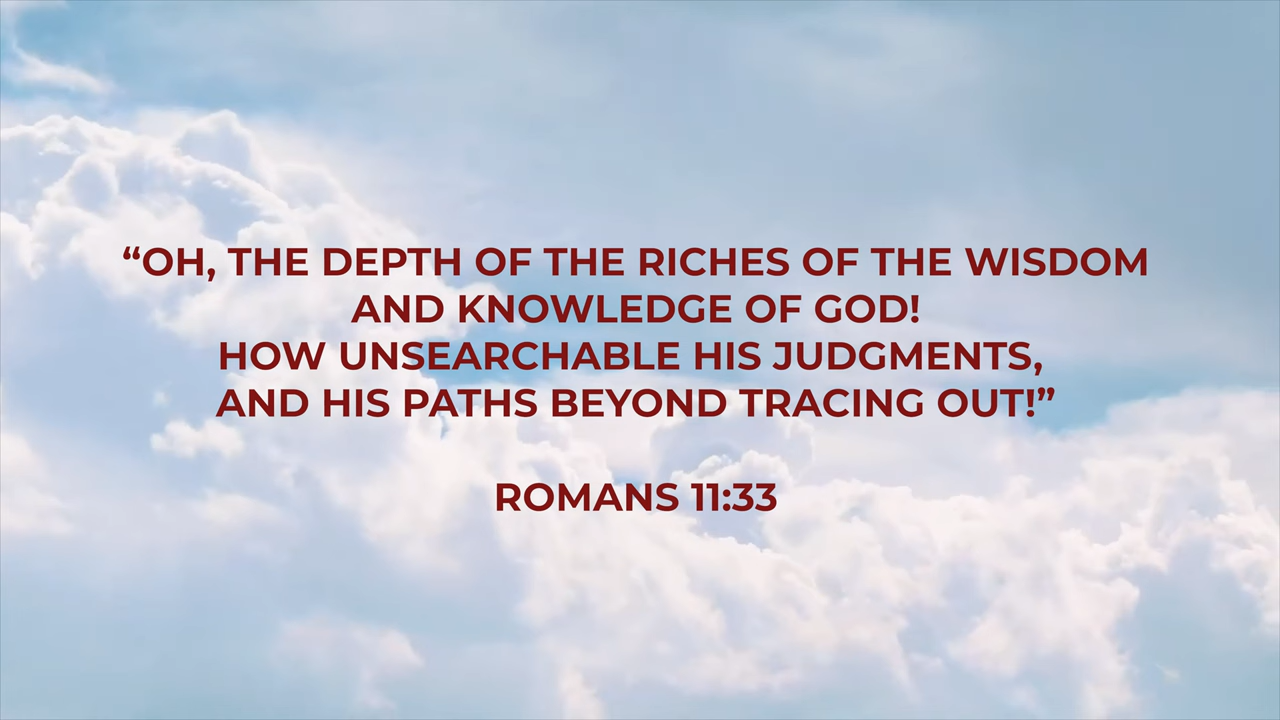 “OH, THE DEPTH OF THE RICHES OF THE WISDOM
AND KNOWLEDGE OF GOD!
HOW UNSEARCHABLE HIS JUDGMENTS,
AND HIS PATHS BEYOND TRACING OUT!”
ROMANS 11:33